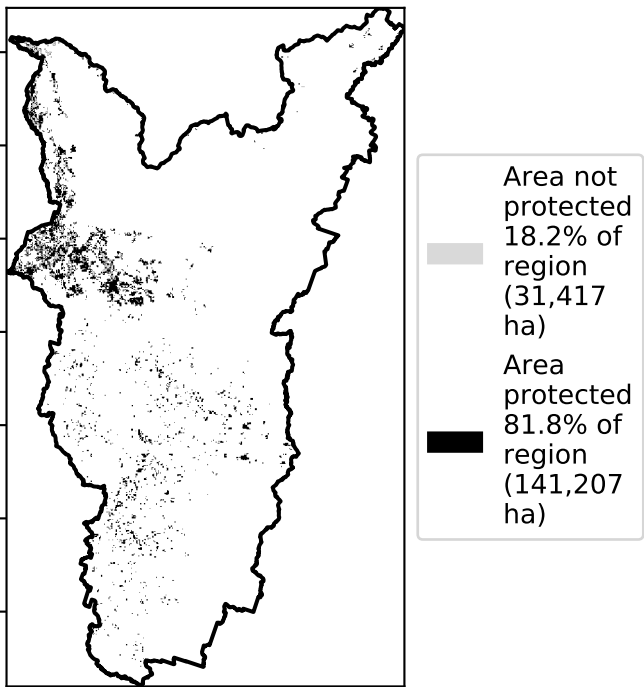 Area not
protected
18.2% of
region
(31,417
ha)
Area
protected
81.8% of
region
(141,207
ha)